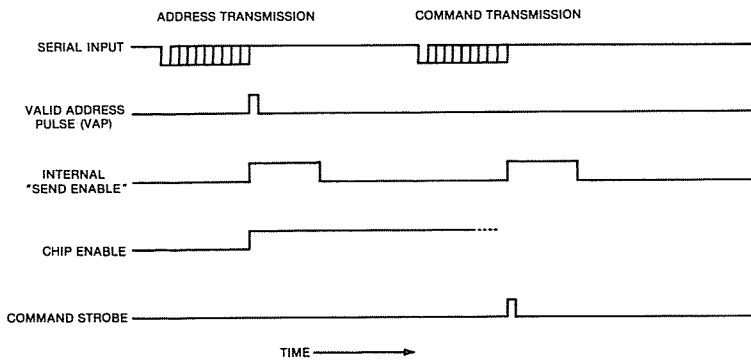 ADDRESS TRANSMISSION
COMMAND TRANSMISSION
SERIAL INPUT
VALID ADDRESS
PULSE (VAP)
INTERNAL
"SEND ENABLE"
CHIP ENABLE
COMMAND STROBE
TIME